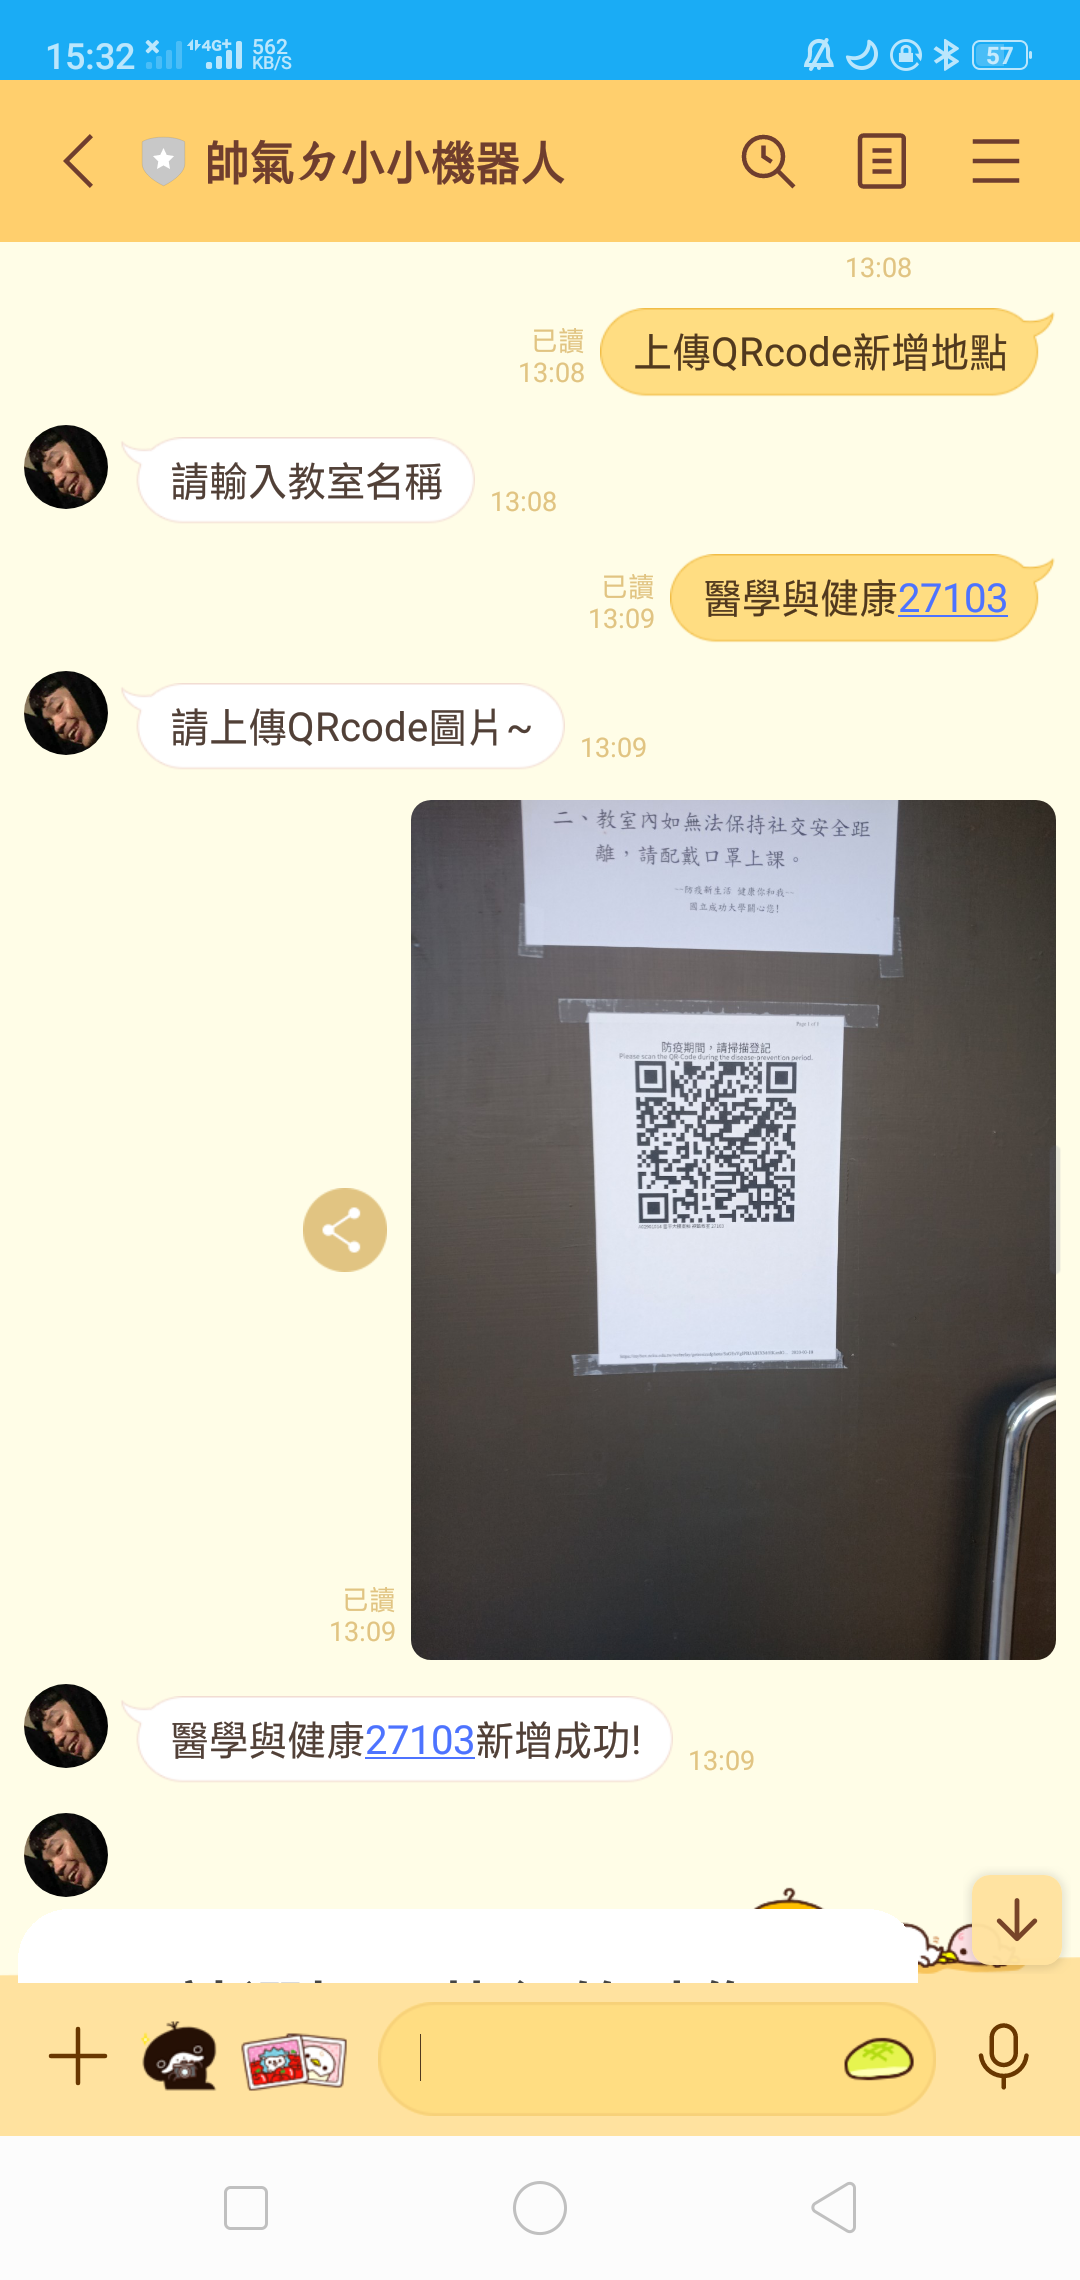 15:32
4G+
562
KB/S
57
帥氣ㄉ小小機器人
13:08
已讀
13:08
上傳QRcode新增地點
請輸入教室名稱
13:08
已讀
13:09
醫學與健康27103
請上傳QRcode圖片~
13:09
二、教室內如無法保持社交安全距
離，請配戴口罩上課。
--防疫新生活 健康你和我--
國立成功大學關心您!
Page 1 of 1
防疫期間，請掃描登記
Please scan the QR-Code during the disease-prevention period.
已讀
13:09
醫學與健康27103新增成功!
13:09